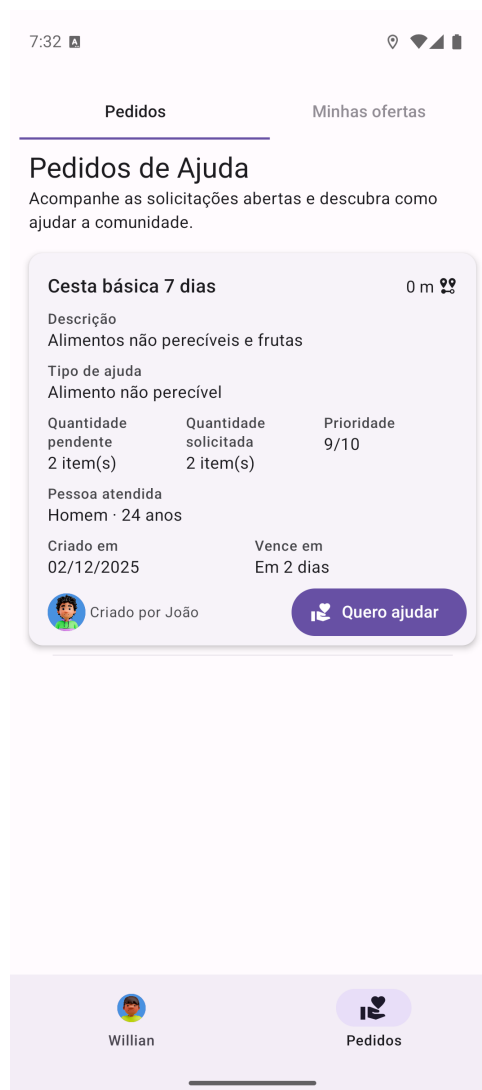 7:32
Pedidos
Minhas ofertas
Pedidos de Ajuda
Acompanhe as solicitações abertas e descubra como
ajudar a comunidade.
Cesta básica 7 dias
0 m
Descrição
Alimentos não perecíveis e frutas
Tipo de ajuda
Alimento não perecível
Quantidade
pendente
2 item(s)
Quantidade
solicitada
2 item(s)
Prioridade
9/10
Pessoa atendida
Homem · 24 anos
Criado em
02/12/2025
Vence em
Em 2 dias
Criado por João
Quero ajudar
Willian
Pedidos